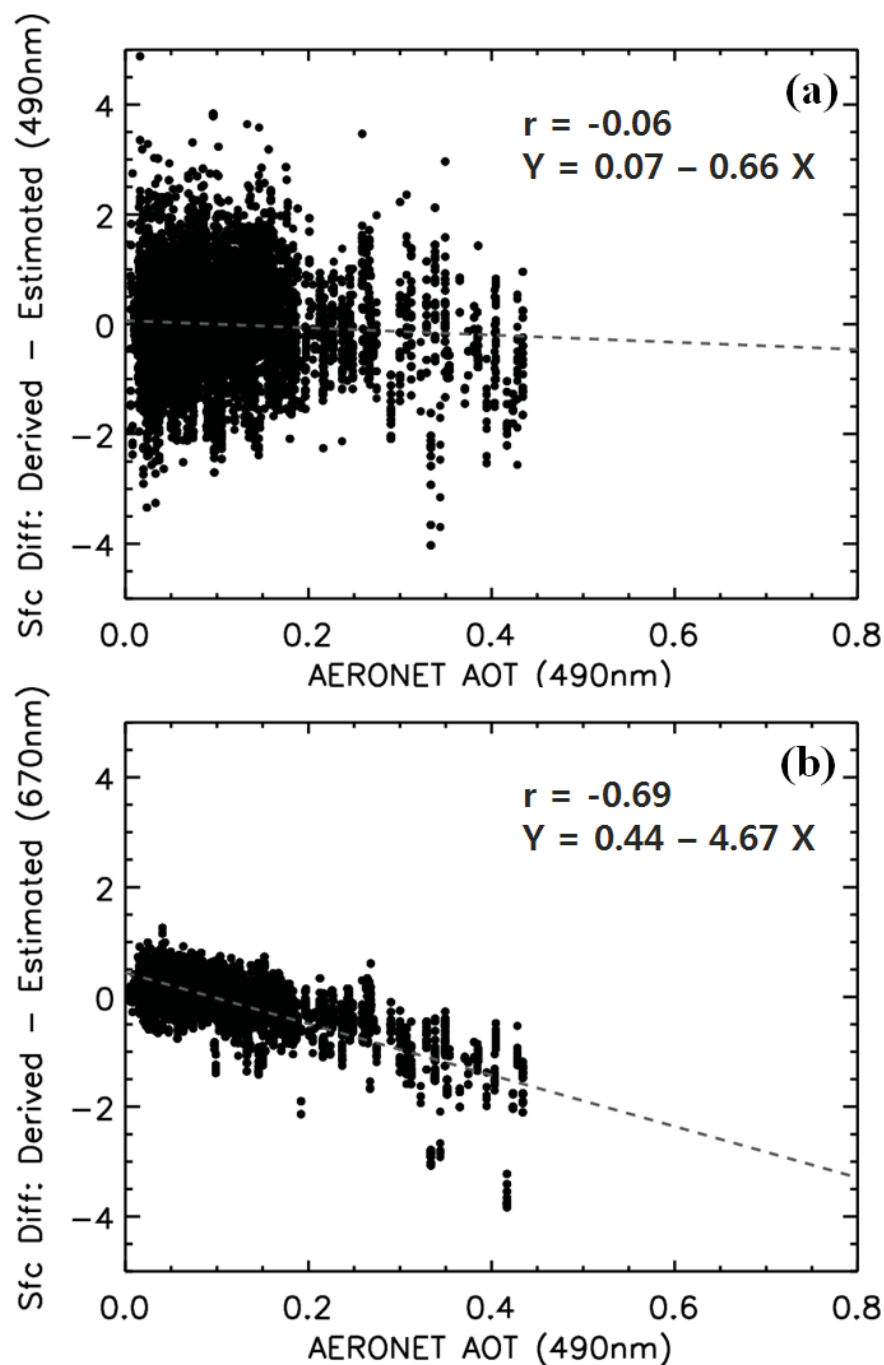 Sfc Diff: Derived − Estimated (490nm)
4
2
0
−2
−4
(a)
r = -0.06
Y = 0.07 – 0.66 X
0.0 0.2 0.4 0.6 0.8
AERONET AOT (490nm)
Sfc Diff: Derived − Estimated (670nm)
4
2
0
−2
−4
(b)
r = -0.69
Y = 0.44 – 4.67 X
0.0 0.2 0.4 0.6 0.8
AERONET AOT (490nm)